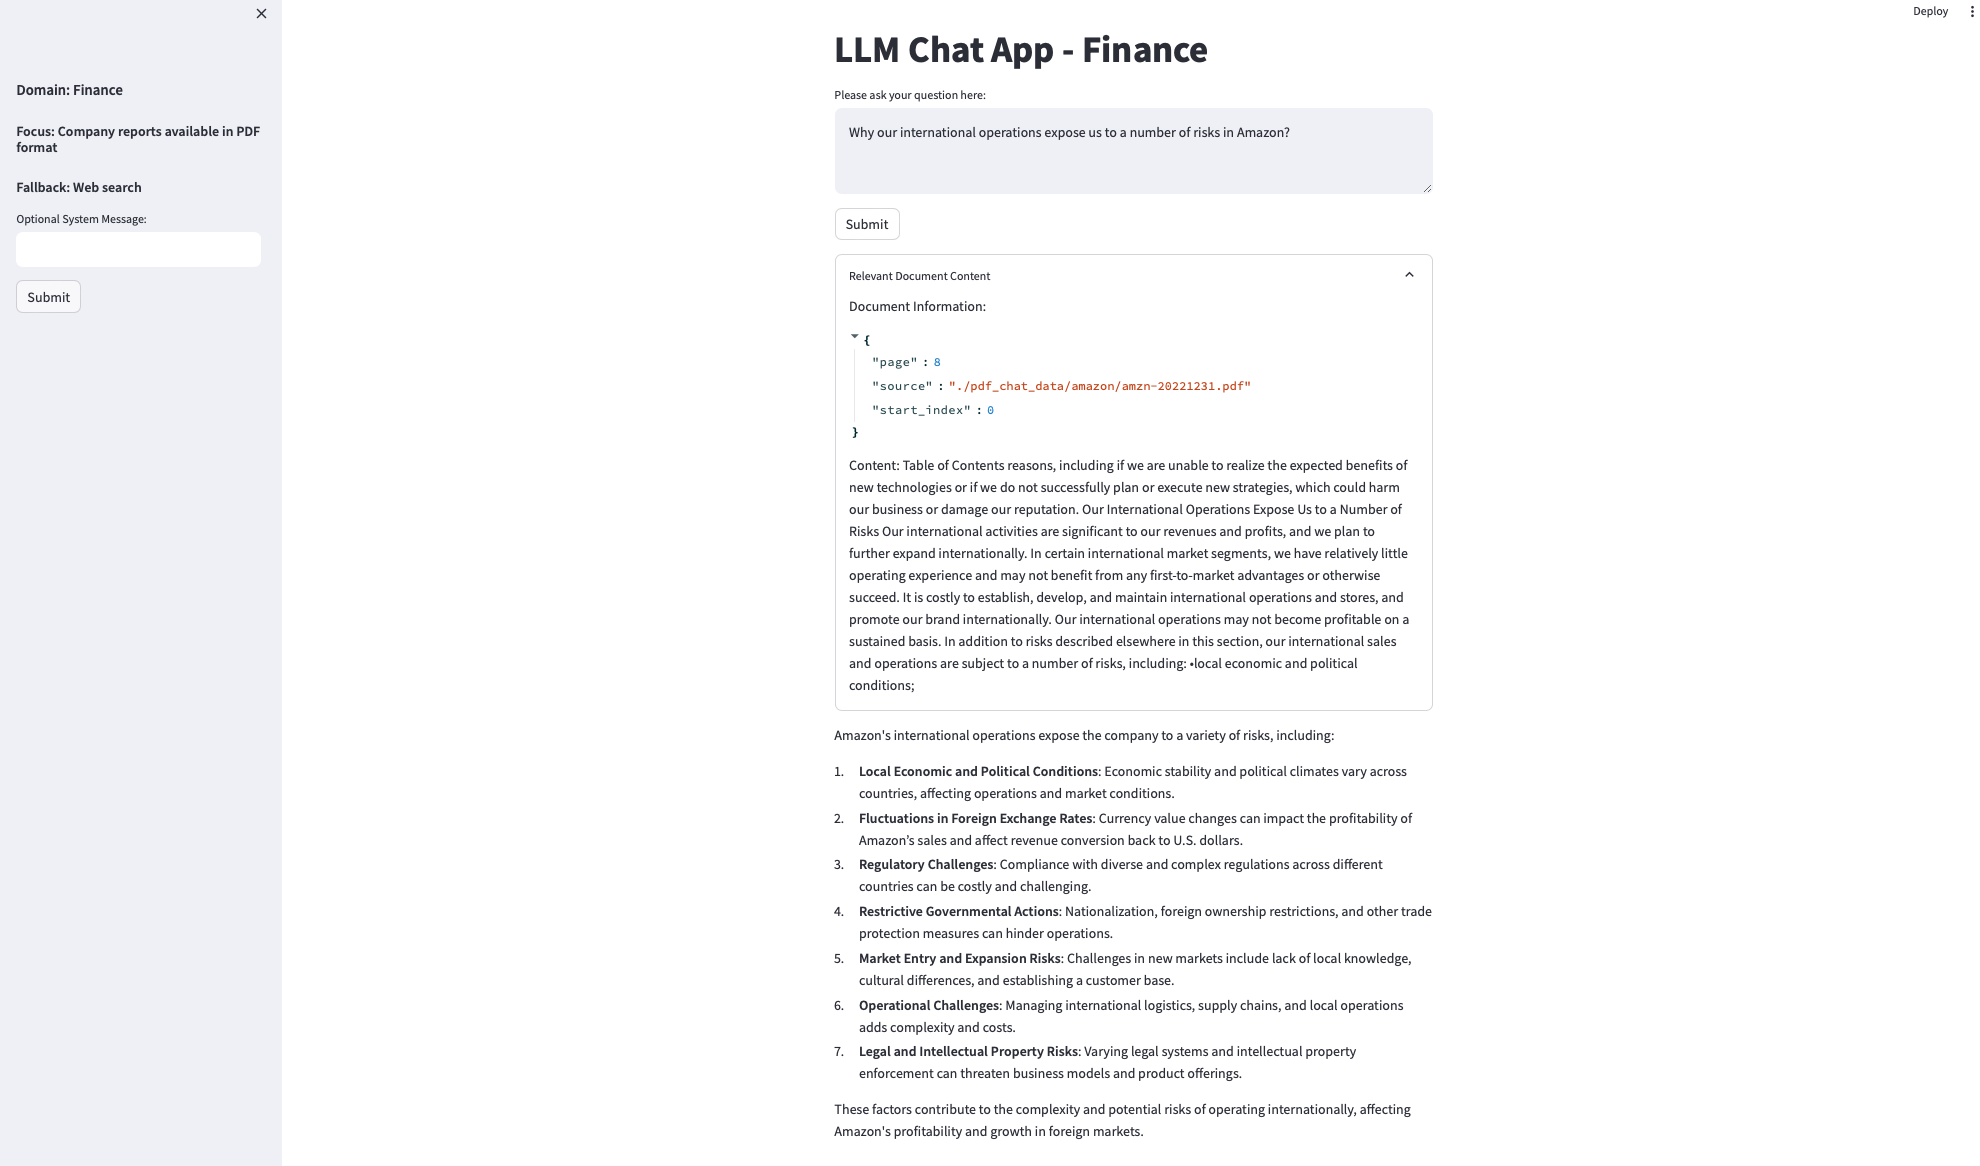 Deploy
Domain: Finance
Focus: Company reports available in PDF
format
Fallback: Web search
Optional System Message:
Submit
LLM Chat App - Finance
Please ask your question here:
Why our international operations expose us to a number of risks in Amazon?
Submit
Relevant Document Content
Document Information:
{
"page" : 8
"source" : "./pdf_chat_data/amazon/amzn-20221231.pdf"
"start_index" : 0
}
Content: Table of Contents reasons, including if we are unable to realize the expected benefits of
new technologies or if we do not successfully plan or execute new strategies, which could harm
our business or damage our reputation. Our International Operations Expose Us to a Number of
Risks Our international activities are significant to our revenues and profits, and we plan to
further expand internationally. In certain international market segments, we have relatively little
operating experience and may not benefit from any first-to-market advantages or otherwise
succeed. It is costly to establish, develop, and maintain international operations and stores, and
promote our brand internationally. Our international operations may not become profitable on a
sustained basis. In addition to risks described elsewhere in this section, our international sales
and operations are subject to a number of risks, including: •local economic and political
conditions;
Amazon's international operations expose the company to a variety of risks, including:
1. Local Economic and Political Conditions: Economic stability and political climates vary across
countries, affecting operations and market conditions.
2. Fluctuations in Foreign Exchange Rates: Currency value changes can impact the profitability of
Amazon’s sales and affect revenue conversion back to U.S. dollars.
3. Regulatory Challenges: Compliance with diverse and complex regulations across different
countries can be costly and challenging.
4. Restrictive Governmental Actions: Nationalization, foreign ownership restrictions, and other trade
protection measures can hinder operations.
5. Market Entry and Expansion Risks: Challenges in new markets include lack of local knowledge,
cultural differences, and establishing a customer base.
6. Operational Challenges: Managing international logistics, supply chains, and local operations
adds complexity and costs.
7. Legal and Intellectual Property Risks: Varying legal systems and intellectual property
enforcement can threaten business models and product offerings.
These factors contribute to the complexity and potential risks of operating internationally, affecting
Amazon's profitability and growth in foreign markets.